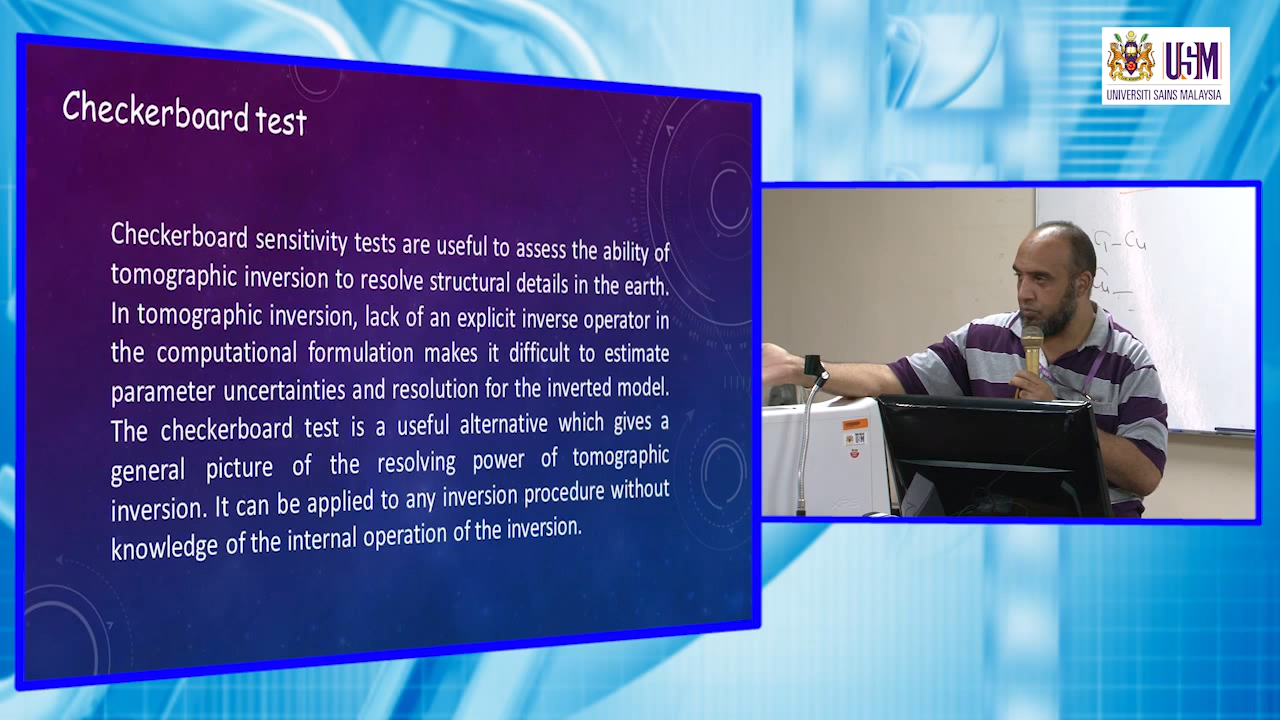 Checkerboard test
Checkerboard sensitivity tests are useful to assess the ability of
tomographic inversion to resolve structural details in the earth.
In tomographic inversion, lack of an explicit inverse operator in
the computational formulation makes it difficult to estimate
parameter uncertainties and resolution for the inverted model.
The checkerboard test is a useful alternative which gives a
general picture of the resolving power of tomographic
inversion. It can be applied to any inversion procedure without
knowledge of the internal operation of the inversion.
USM
UNIVERSITI SAINS MALAYSIA